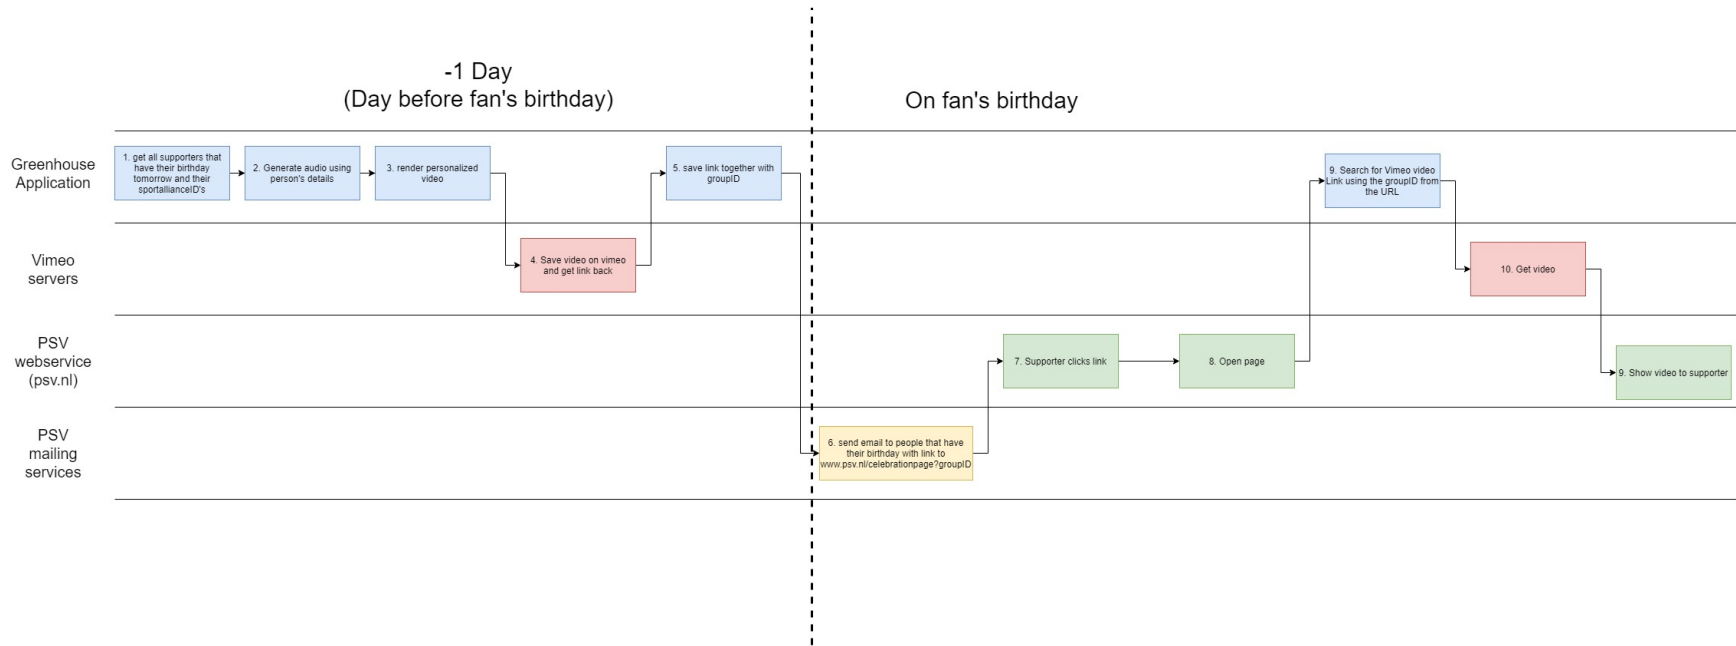 -1 Day
(Day before fan's birthday)
On fan's birthday
Greenhouse
Application
1. get all supporters that
have their birthday
tomorrow and their
sportallianceID's
2. Generate audio using
person's details
3. render personalized
video
5. save link together with
groupID
9. Search for Vimeo video
Link using the groupID from
the URL
Vimeo
servers
4. Save video on vimeo
and get link back
10. Get video
PSV
webservice
(psv.nl)
7. Supporter clicks link
8. Open page
9. Show video to supporter
PSV
mailing
services
6. send email to people that have
their birthday with link to
www.psv.nl/celebrationpage?groupID